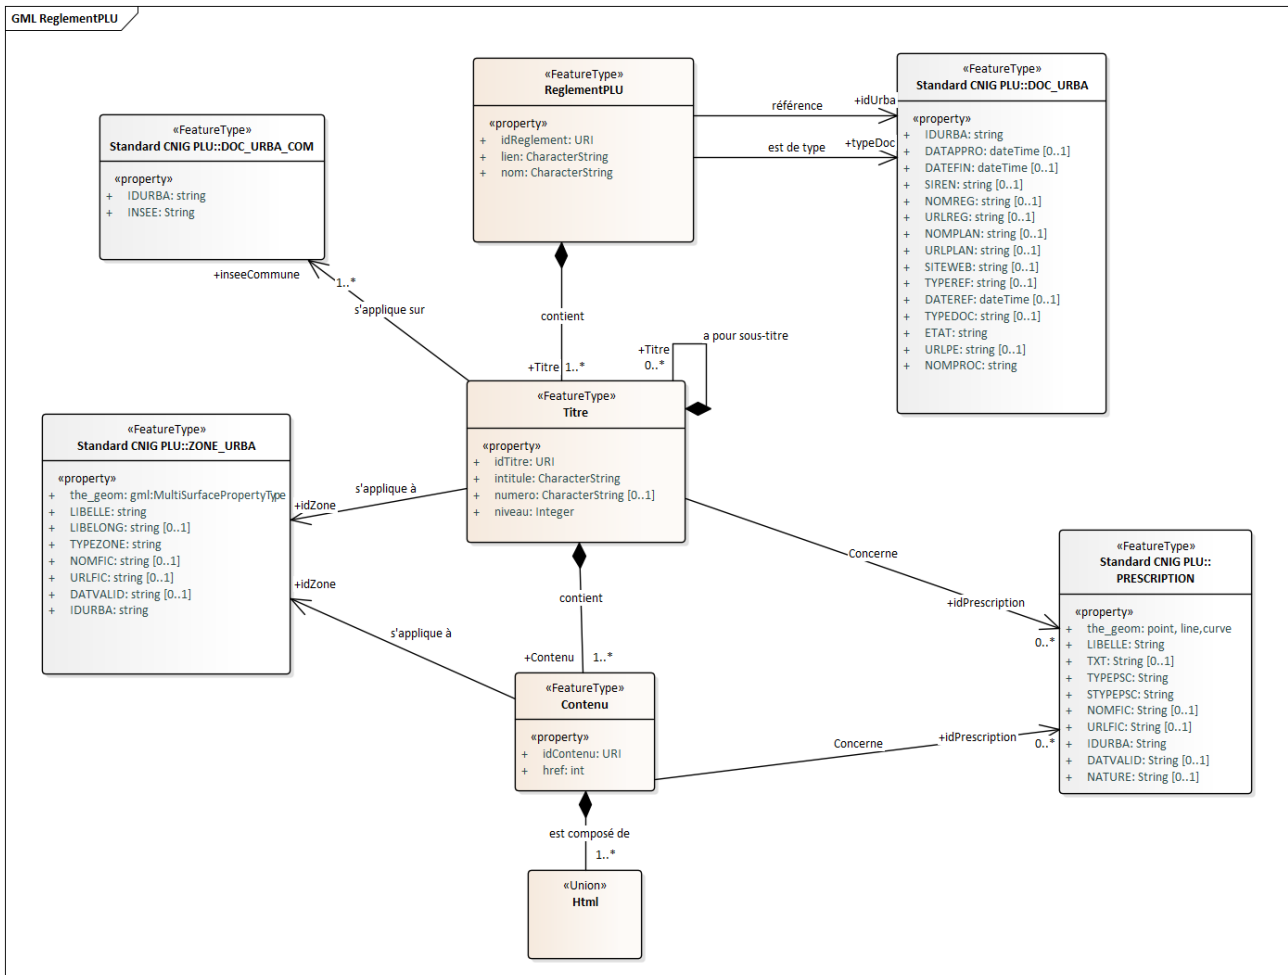 GML ReglementPLU
«FeatureType»
ReglementPLU
«property»
+ idReglement: URI
+ lien: CharacterString
+ nom: CharacterString
«FeatureType»
Standard CNIG PLU::DOC_URBA
«property»
+ IDURBA: string
+ DATAPPRO: dateTime [0..1]
+ DATEFIN: dateTime [0..1]
+ SIREN: string [0..1]
+ NOMREG: string [0..1]
+ URLREG: string [0..1]
+ NOMPLAN: string [0..1]
+ URLPLAN: string [0..1]
+ SITEWEB: string [0..1]
+ TYPEREF: string [0..1]
+ DATEREF: dateTime [0..1]
+ TYPEDOC: string [0..1]
+ ETAT: string
+ URLPE: string [0..1]
+ NOMPROC: string
référence
+idUrba
est de type
+typeDoc
«FeatureType»
Standard CNIG PLU::DOC_URBA_COM
«property»
+ IDURBA: string
+ INSEE: String
+inseeCommune
1..*
s'applique sur
contient
+Titre 1..*
a pour sous-titre
+Titre
0..*
«FeatureType»
Titre
«property»
+ idTitre: URI
+ intitule: CharacterString
+ numero: CharacterString [0..1]
+ niveau: Integer
«FeatureType»
Standard CNIG PLU::ZONE_URBA
«property»
+ the_geom: gml:MultiSurfacePropertyType
+ LIBELLE: string
+ LIBELONG: string [0..1]
+ TYPEZONE: string
+ NOMFIC: string [0..1]
+ URLFIC: string [0..1]
+ DATVALID: string [0..1]
+ IDURBA: string
s'applique à
+idZone
+idZone
s'applique à
contient
+Contenu 1..*
Concerne
+idPrescription
0..*
«FeatureType»
Standard CNIG PLU::
PRESCRIPTION
«property»
+ the_geom: point, line,curve
+ LIBELLE: String
+ TXT: String [0..1]
+ TYPEPSC: String
+ STYPEPSC: String
+ NOMFIC: String [0..1]
+ URLFIC: String [0..1]
+ IDURBA: String
+ DATVALID: String [0..1]
+ NATURE: String [0..1]
«FeatureType»
Contenu
«property»
+ idContenu: URI
+ href: int
Concerne
+idPrescription
0..*
est composé de
1..*
«Union»
Html